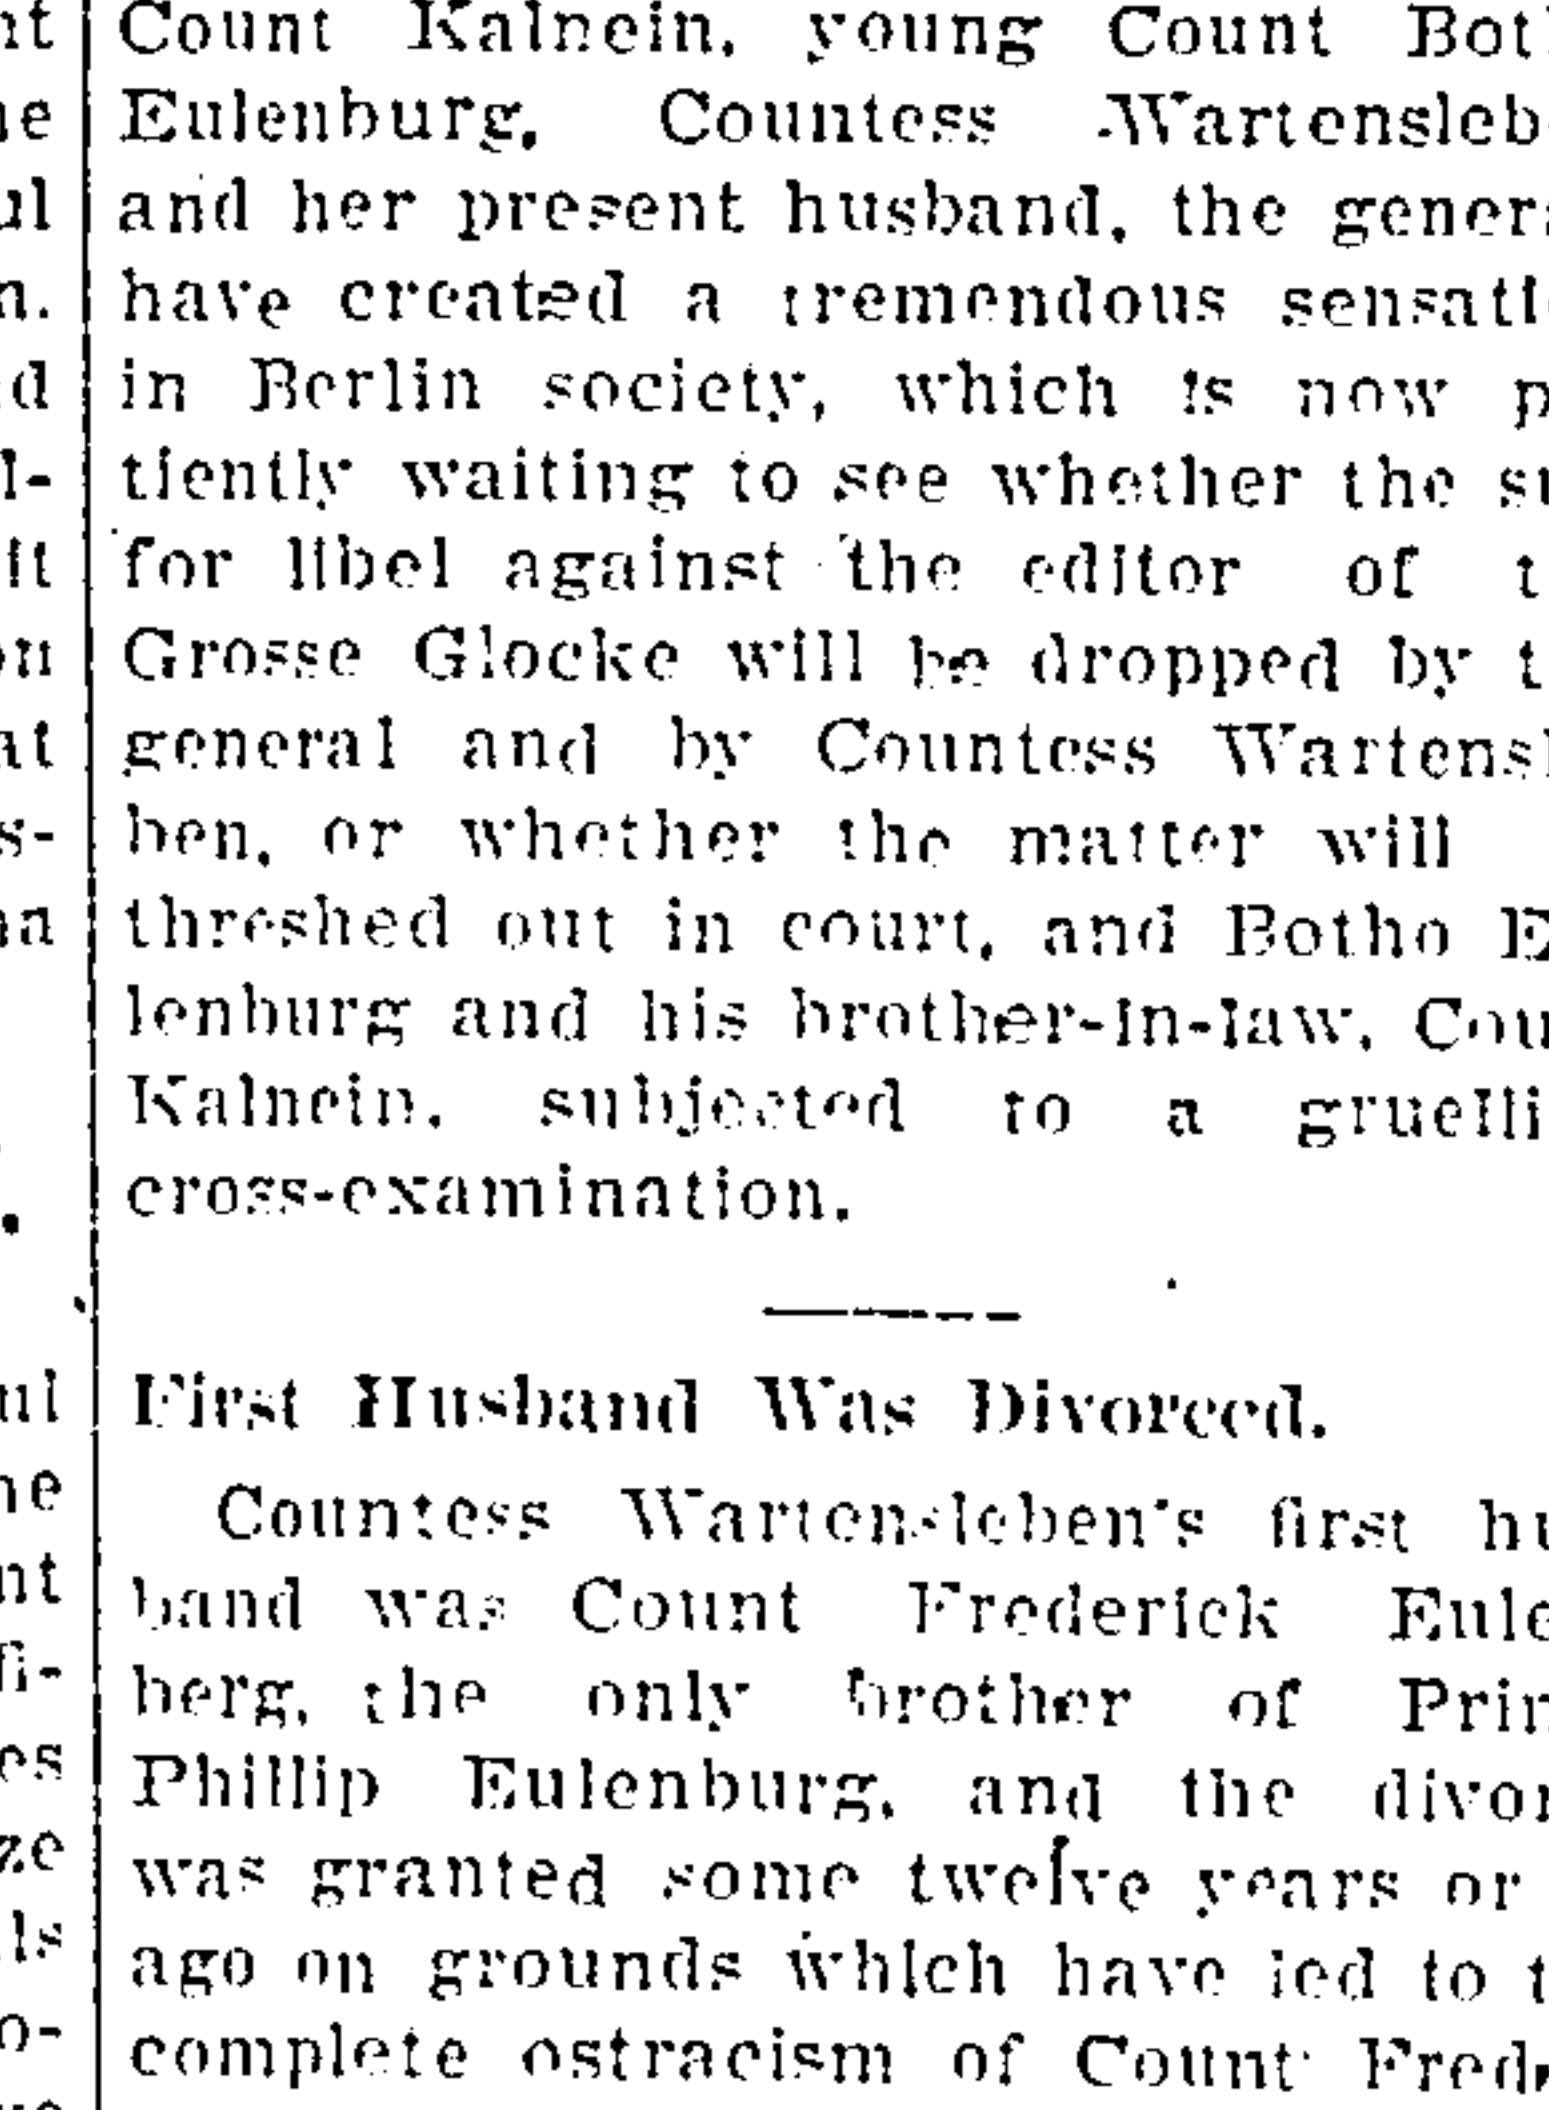 Count Kalnein, young Count Bot
Eulenburg, Countess Wartensleb
and her present husband, the genera
have created a tremendous sensati
in Berlin society, which is now p
tiently waiting to see whether the su
for libel against the editor of t
Grosse Glocke will be dropped by t
general and by Countess Wartensl
ben, or whether the matter will
threshed out in court, and Botho E
lenburg and his brother-in-law, Cou
Kalnein, subjected to a gruelli
cross-examination.
First Husband Was Divorced.
Countess Wartensleben's first hu
band was Count Frederick Eule
berg, the only brother of Prin
Phillip Eulenburg, and the divor
was granted some twelve years or
ago on grounds which have led to t
complete ostracism of Count Fred